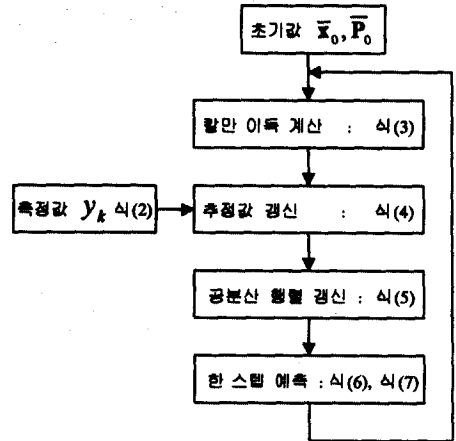 초기값 x̄₀, P̄₀
칼만 이득 계산 : 식(3)
측정값 yₖ 식(2)
추정값 갱신 : 식(4)
공분산 행렬 갱신 : 식(5)
한 스텝 예측 : 식(6), 식(7)